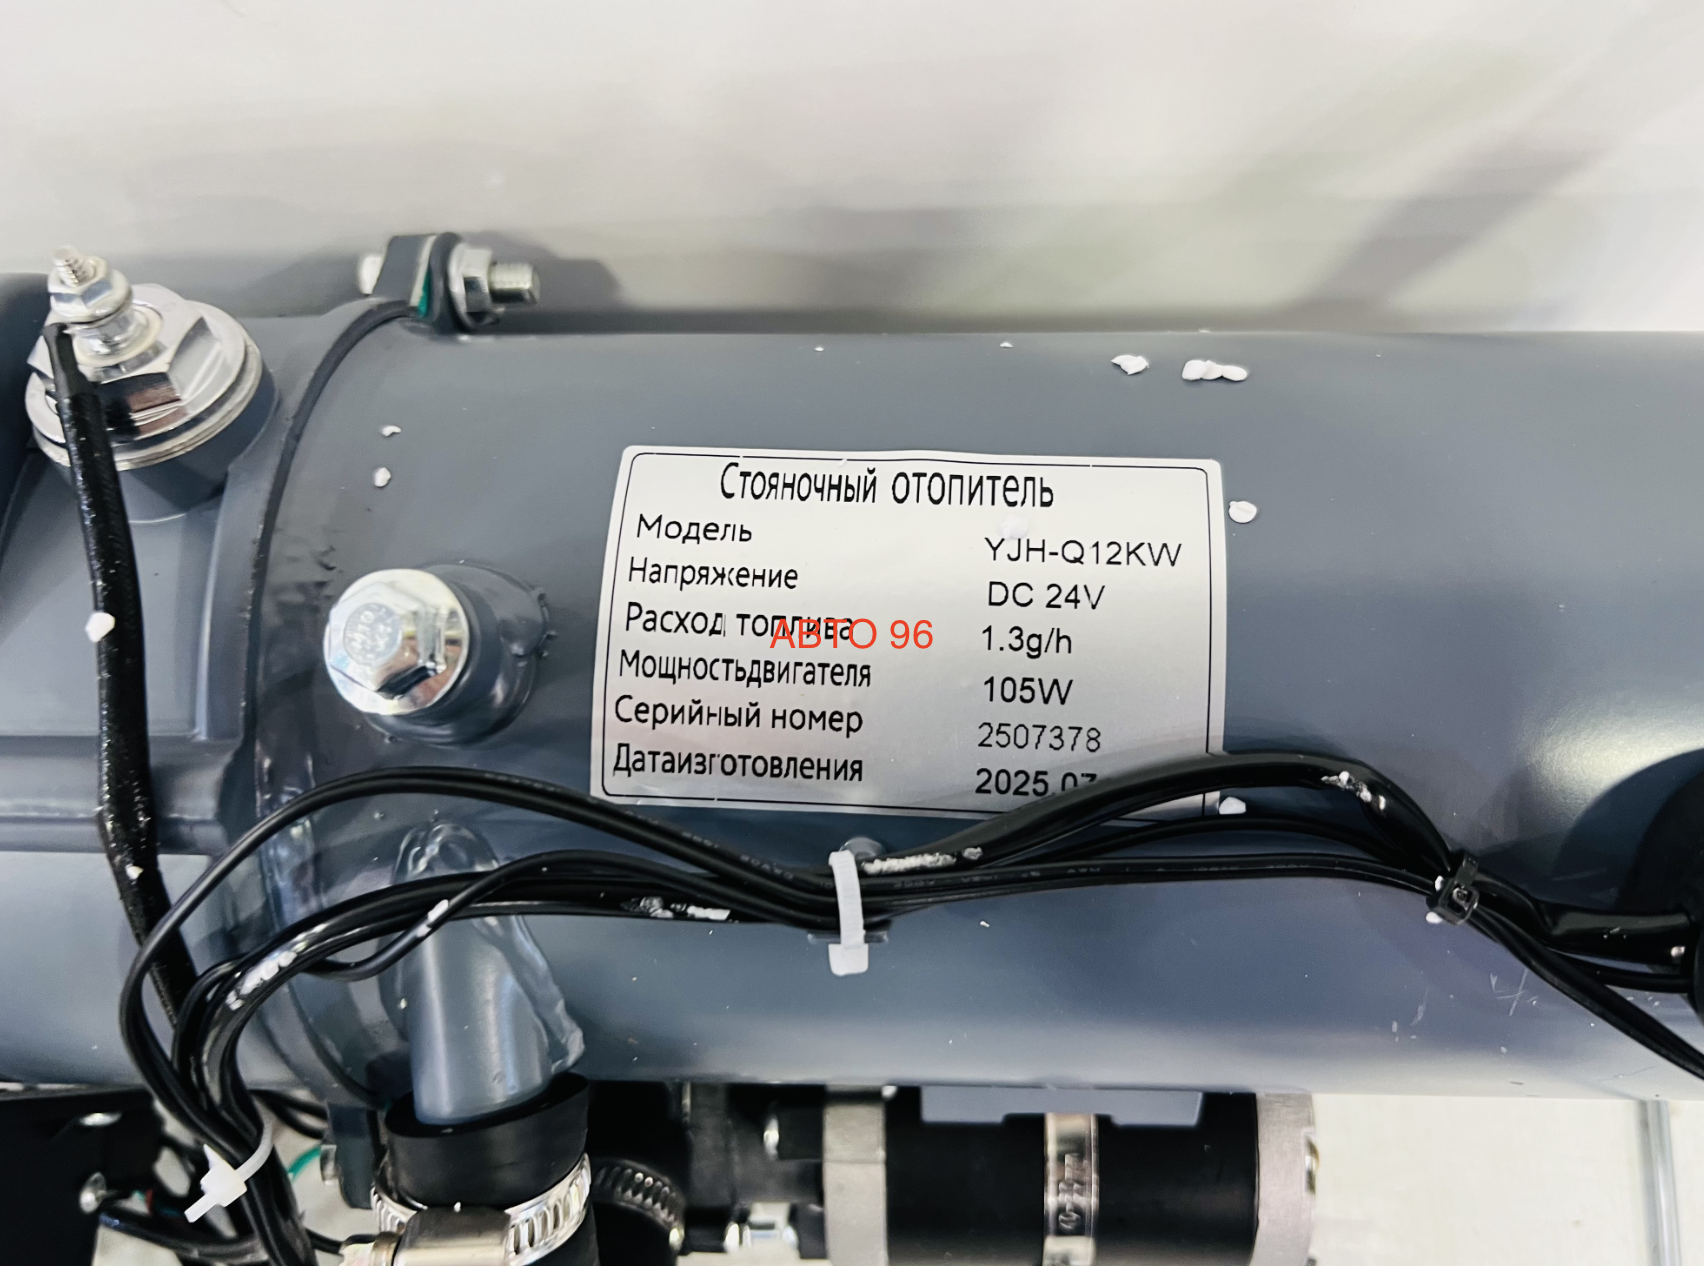 Стояночный отопитель
Модель YJH-Q12KW
Напряжение DC 24V
Расход топлива 1.3g/h
АВТО 96
Мощностьдвигателя 105W
Серийный номер 2507378
Датаизготовления 2025.07